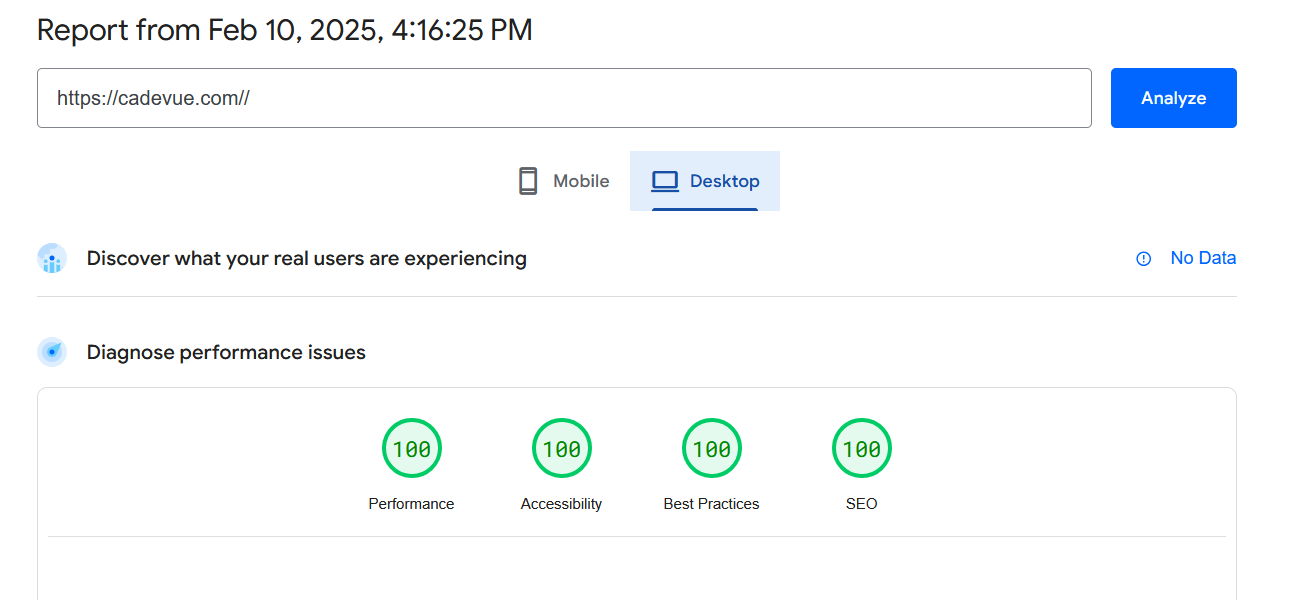 Report from Feb 10, 2025, 4:16:25 PM
https://cadevue.com//
Analyze
Mobile
Desktop
Discover what your real users are experiencing
No Data
Diagnose performance issues
100 100 100 100
Performance Accessibility Best Practices SEO